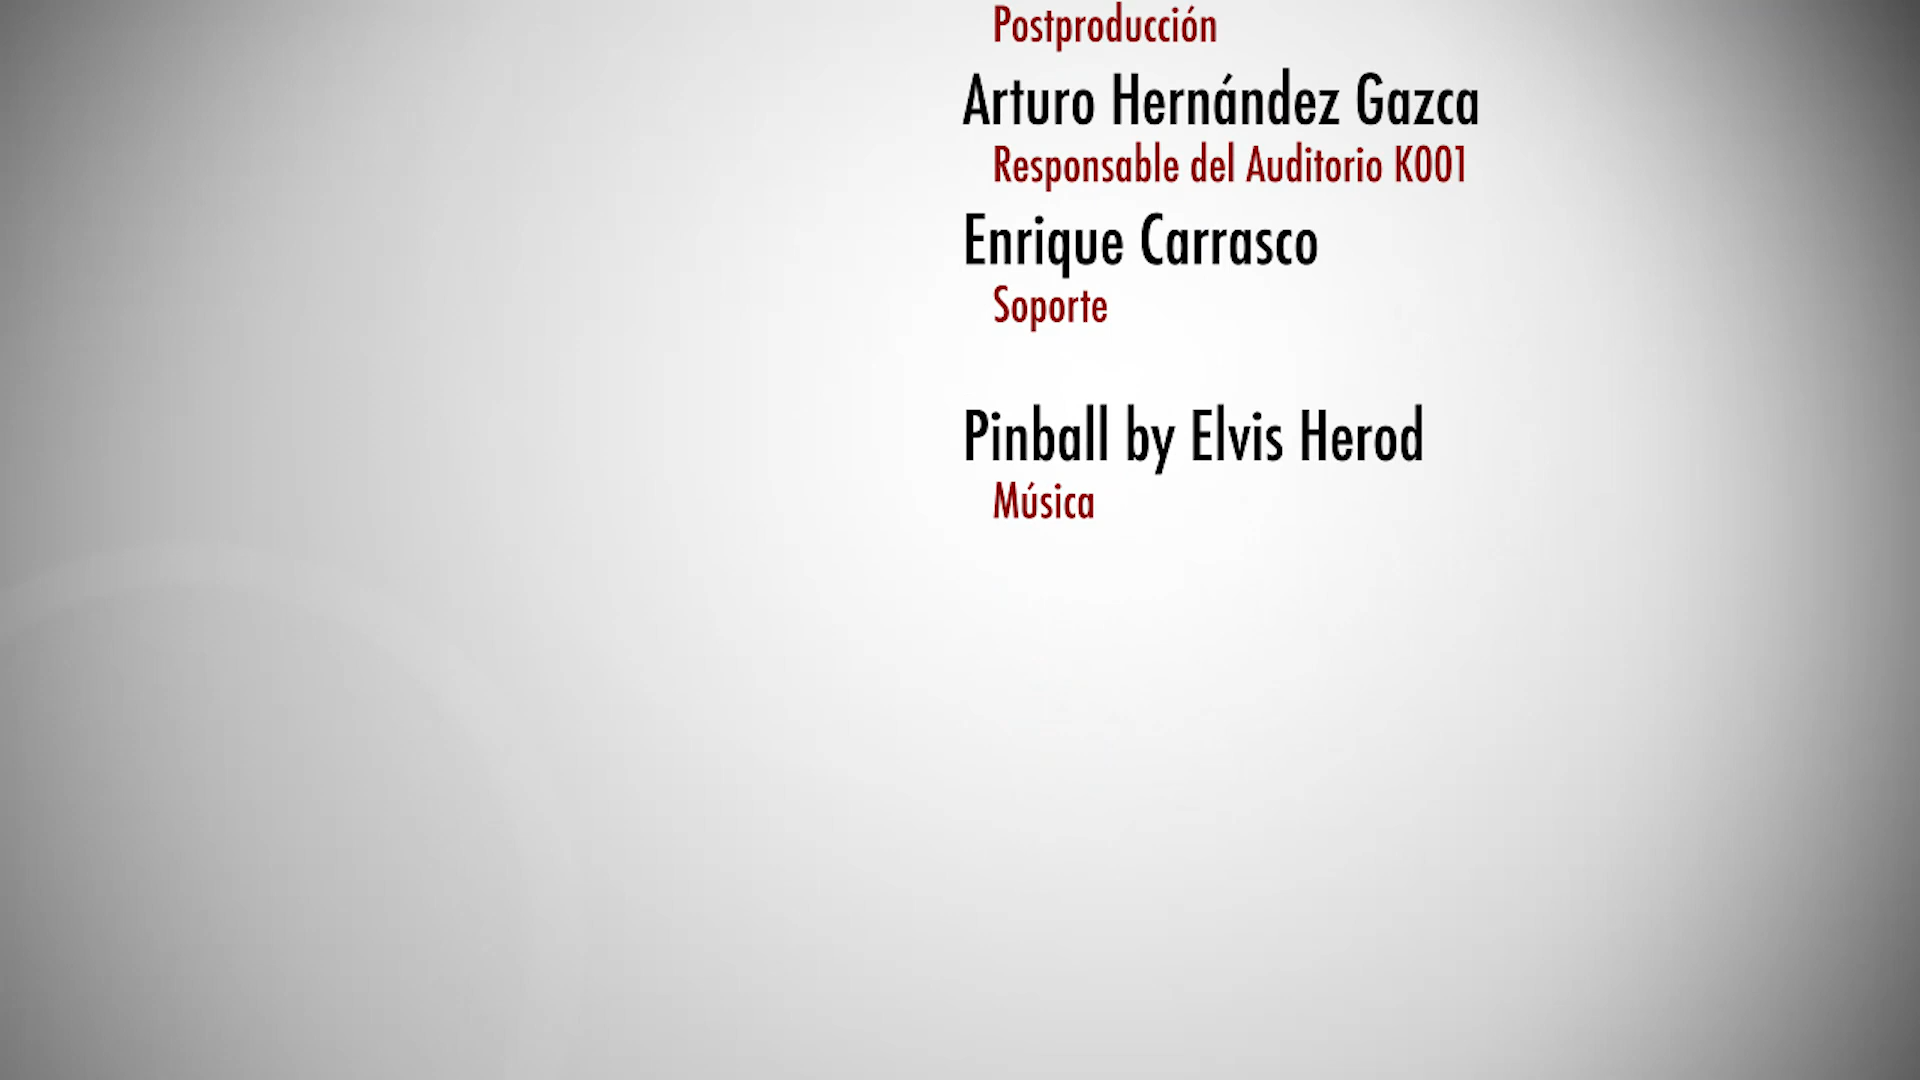 Postproducción
Arturo Hernández Gazca
Responsable del Auditorio K001
Enrique Carrasco
Soporte
Pinball by Elvis Herod
Música